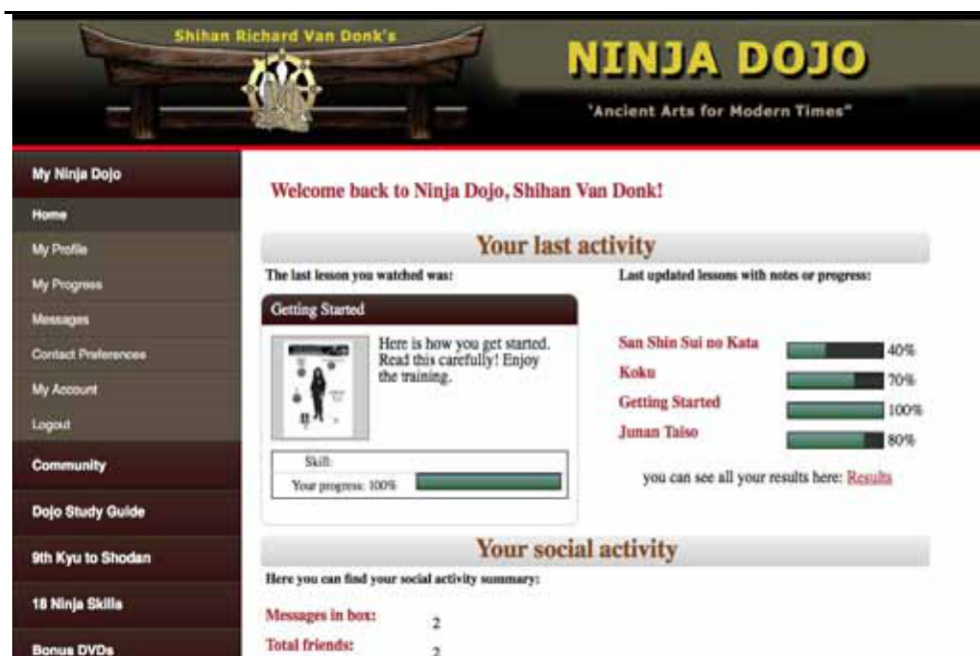 Shihan Richard Van Donk's
NINJA DOJO
'Ancient Arts for Modern Times"
My Ninja Dojo
Home
My Profile
My Progress
Messages
Contact Preferences
My Account
Logout
Community
Dojo Study Guide
9th Kyu to Shodan
18 Ninja Skills
Bonus DVDs
Welcome back to Ninja Dojo, Shihan Van Donk!
Your last activity
The last lesson you watched was:
Getting Started
Here is how you get started.
Read this carefully! Enjoy
the training.
Skill:
Your progress: 100%
Last updated lessons with notes or progress:
San Shin Sui no Kata 40%
Koku 70%
Getting Started 100%
Junan Taiso 80%
you can see all your results here: Results
Your social activity
Here you can find your social activity summary:
Messages in box: 2
Total friends: 2